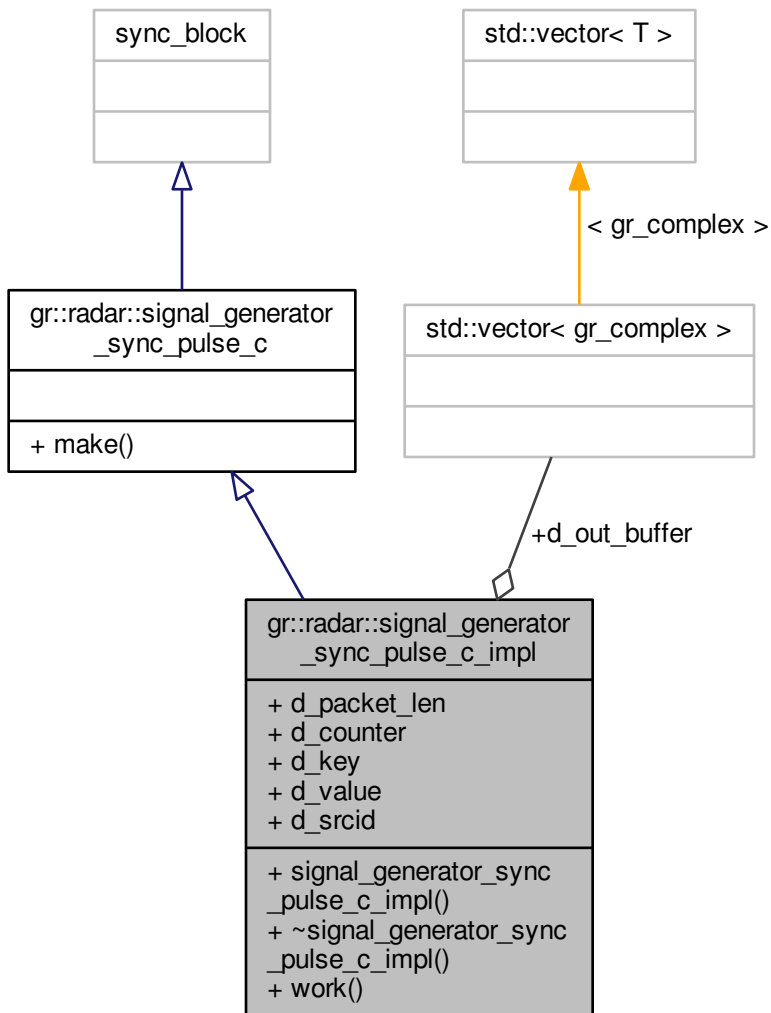 sync_block
std::vector< T >
< gr_complex >
gr::radar::signal_generator
_sync_pulse_c
+ make()
std::vector< gr_complex >
+d_out_buffer
gr::radar::signal_generator
_sync_pulse_c_impl
+ d_packet_len
+ d_counter
+ d_key
+ d_value
+ d_srcid
+ signal_generator_sync
_pulse_c_impl()
+ ~signal_generator_sync
_pulse_c_impl()
+ work()